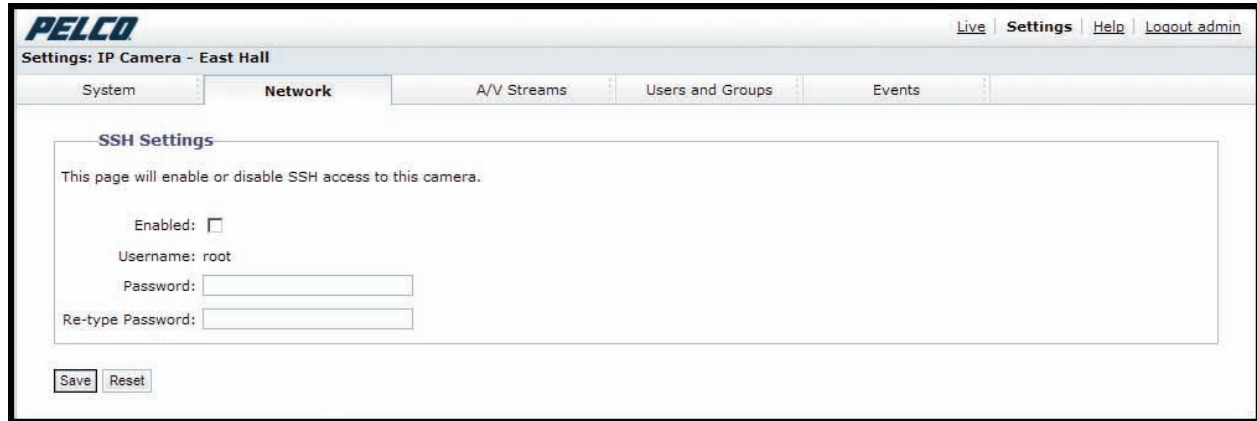 PELCO
Live | Settings | Help | Logout admin
Settings: IP Camera - East Hall
System Network A/V Streams Users and Groups Events
SSH Settings
This page will enable or disable SSH access to this camera.
Enabled:
Username: root
Password:
Re-type Password:
Save Reset